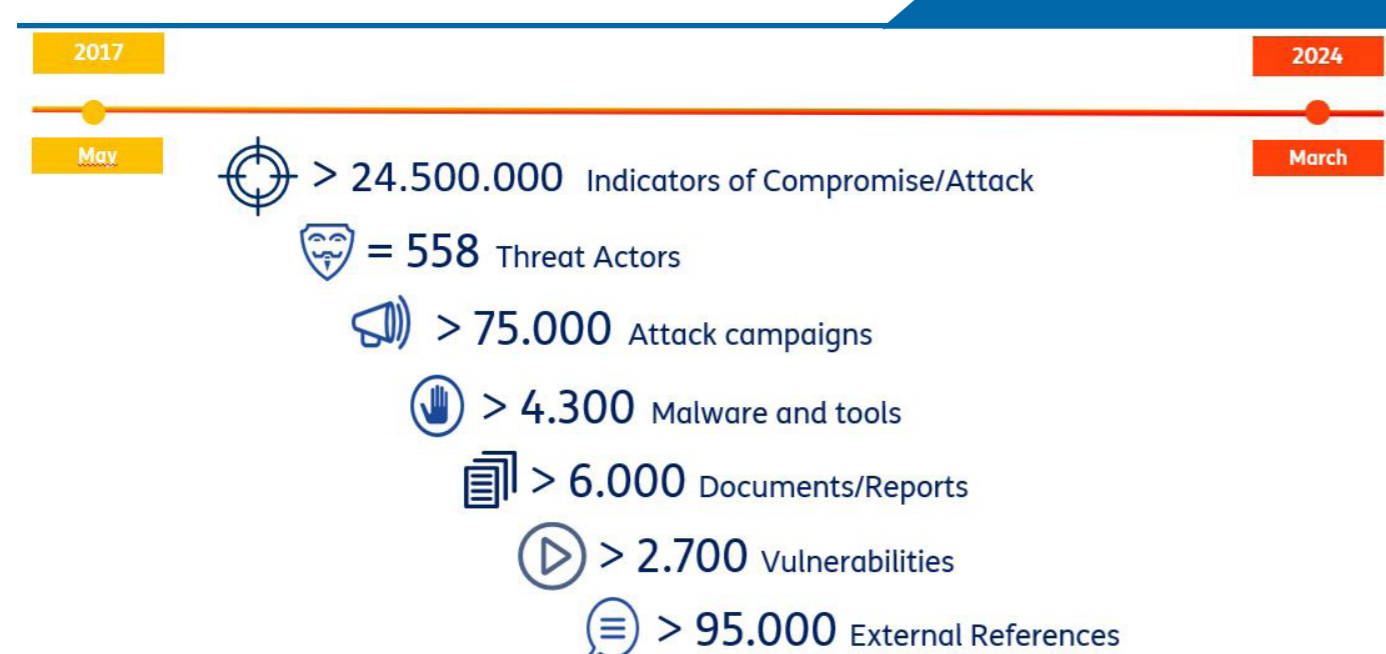 2017
2024
May
March
> 24.500.000 Indicators of Compromise/Attack
= 558 Threat Actors
> 75.000 Attack campaigns
> 4.300 Malware and tools
> 6.000 Documents/Reports
> 2.700 Vulnerabilities
> 95.000 External References